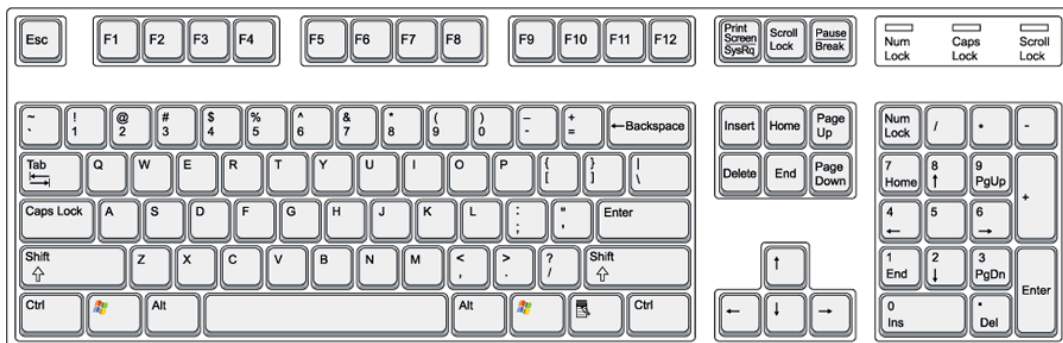 Esc F1 F2 F3 F4 F5 F6 F7 F8 F9 F10 F11 F12 Print Screen SysRq Scroll Lock Pause Break Num Lock Caps Lock Scroll Lock
~ ` ! 1 @ 2 # 3 $ 4 % 5 ^ 6 & 7 * 8 ( 9 ) 0 – - + = ←Backspace Insert Home Page Up Num Lock / * -
Tab Q W E R T Y U I O P { [ } ] | \ Delete End Page Down 7 Home 8 ↑ 9 PgUp +
Caps Lock A S D F G H J K L : ; " ' Enter 4 ← 5 6 →
Shift Z X C V B N M < , > . ? / Shift ↑ 1 End 2 ↓ 3 PgDn Enter
Ctrl Alt Alt Ctrl ← ↓ → 0 Ins . Del